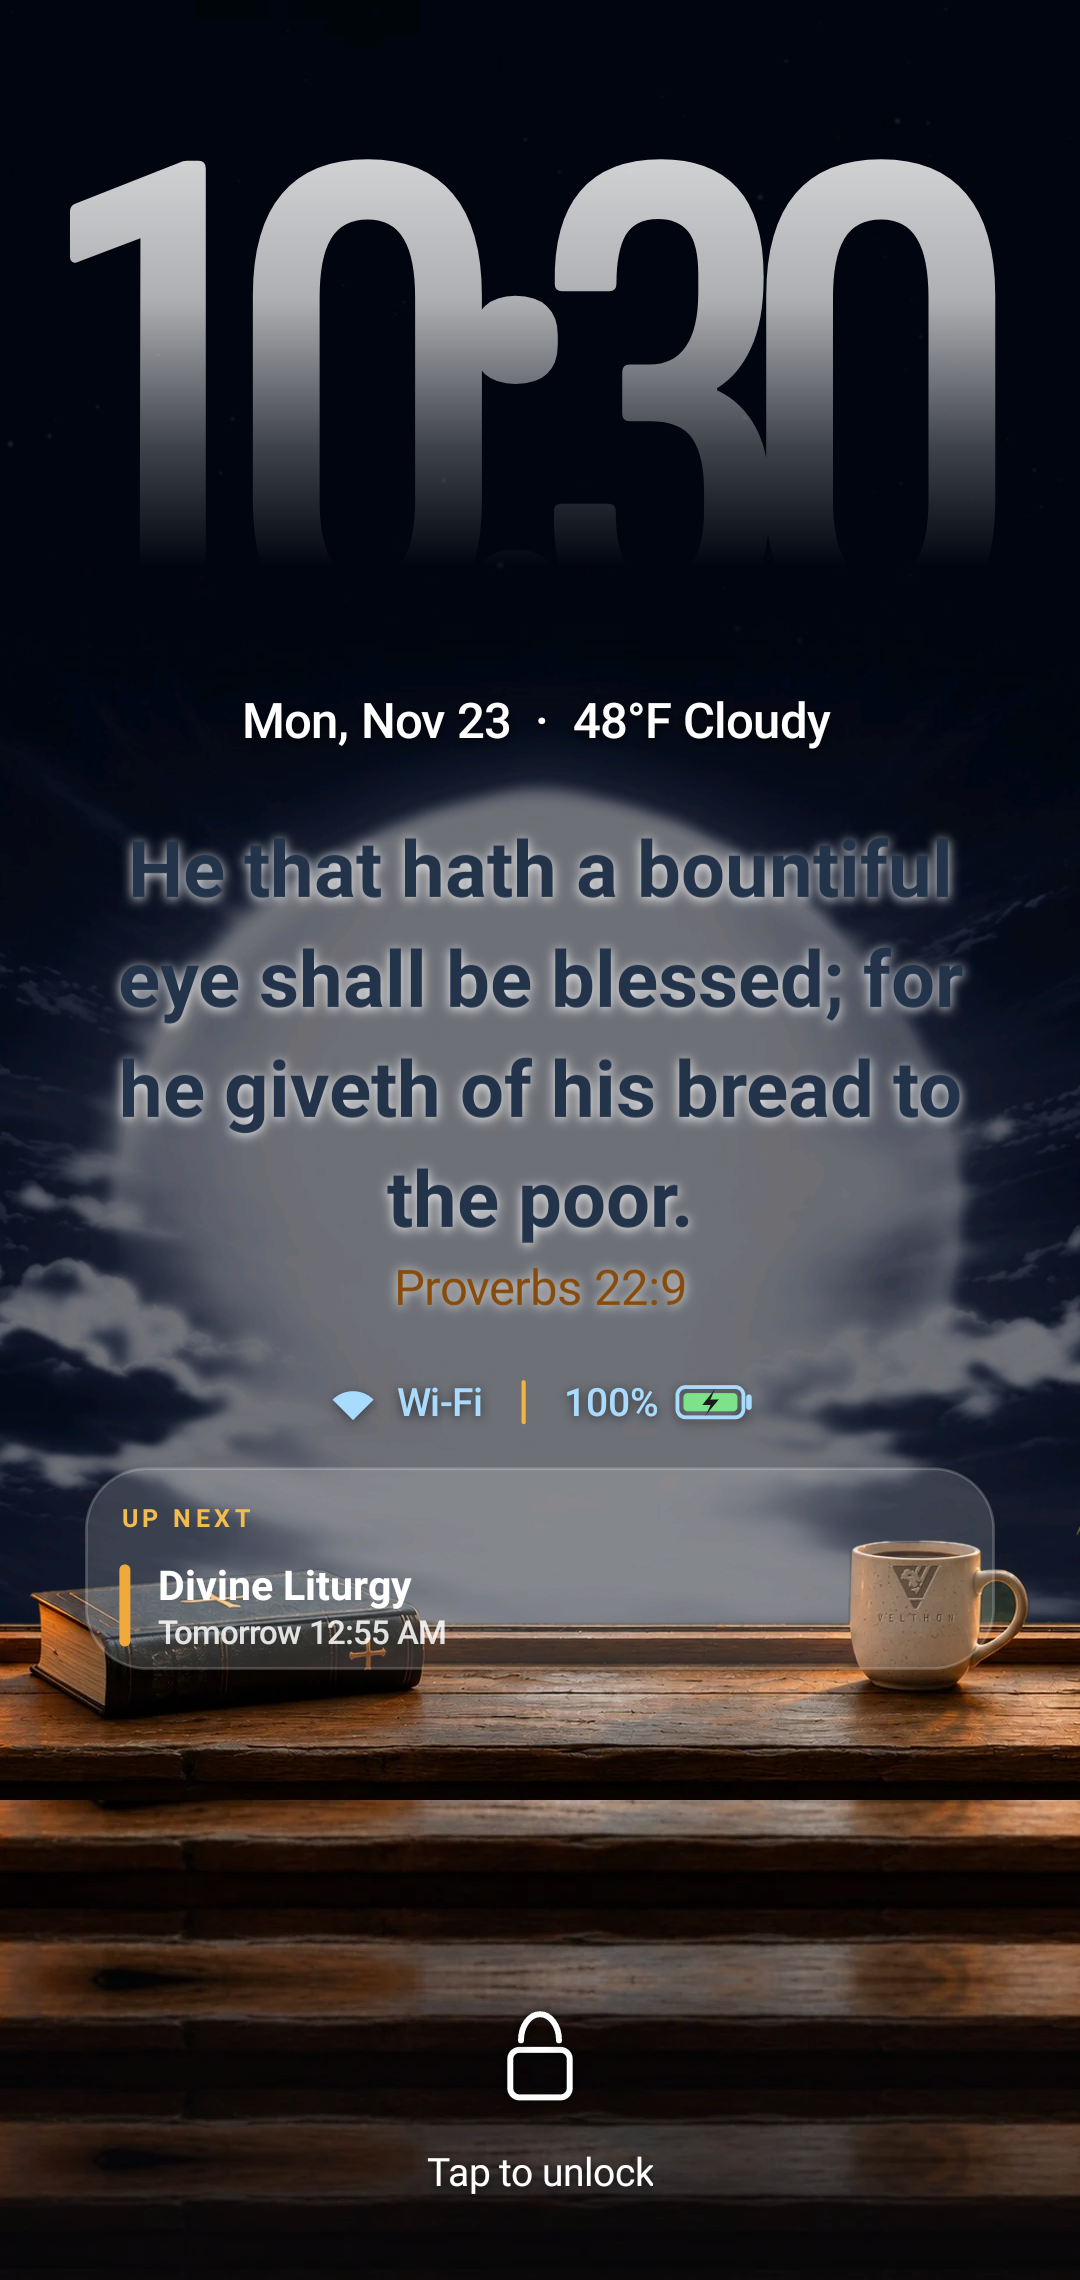 10:30
Mon, Nov 23 · 48°F Cloudy
He that hath a bountiful
eye shall be blessed; for
he giveth of his bread to
the poor.
Proverbs 22:9
Wi-Fi | 100%
UP NEXT
Divine Liturgy
Tomorrow 12:55 AM
VELTHON
Tap to unlock